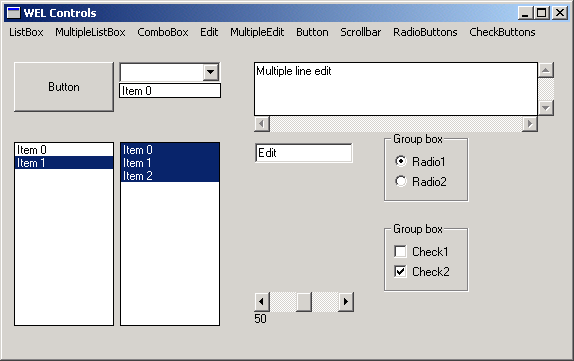 WEL Controls
ListBox MultipleListBox ComboBox Edit MultipleEdit Button Scrollbar RadioButtons CheckButtons
Button
Item 0
Multiple line edit
Item 0
Item 1
Item 0
Item 1
Item 2
Edit
Group box
Radio1
Radio2
Group box
Check1
Check2
50